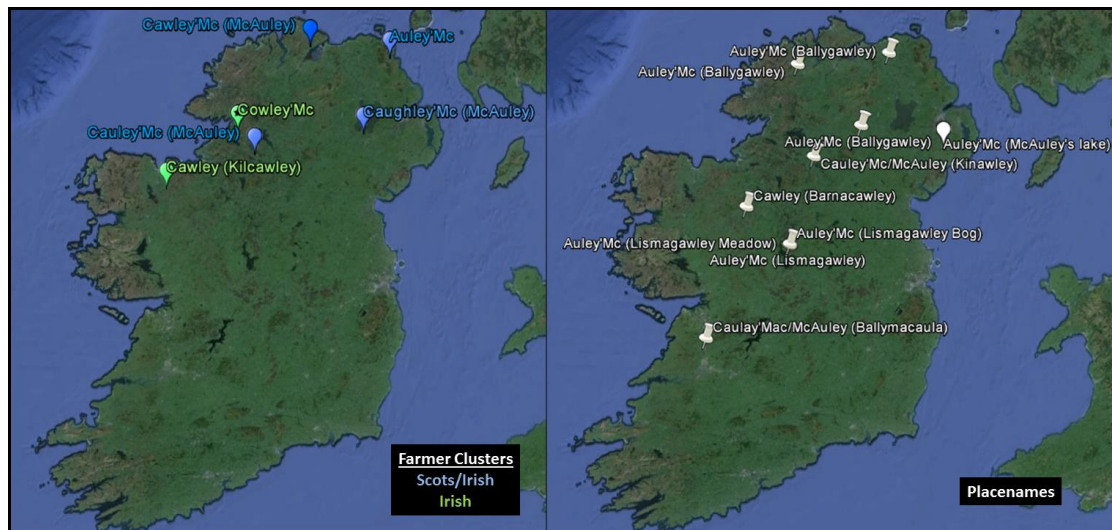 Cawley'Mc (McAuley)
Auley'Mc
Cowley'Mc
Caughley'Mc (McAuley)
Cauley'Mc (McAuley)
Cawley (Kilcawley)
Farmer Clusters
Scots/Irish
Irish
Auley'Mc (Ballygawley)
Auley'Mc (Ballygawley)
Auley'Mc (Ballygawley)
Auley'Mc (McAuley's lake)
Cauley'Mc/McAuley (Kinawley)
Cawley (Barnacawley)
Auley'Mc (Lismagawley Bog)
Auley'Mc (Lismagawley Meadow)
Auley'Mc (Lismagawley)
Caulay'Mac/McAuley (Ballymacaula)
Placenames